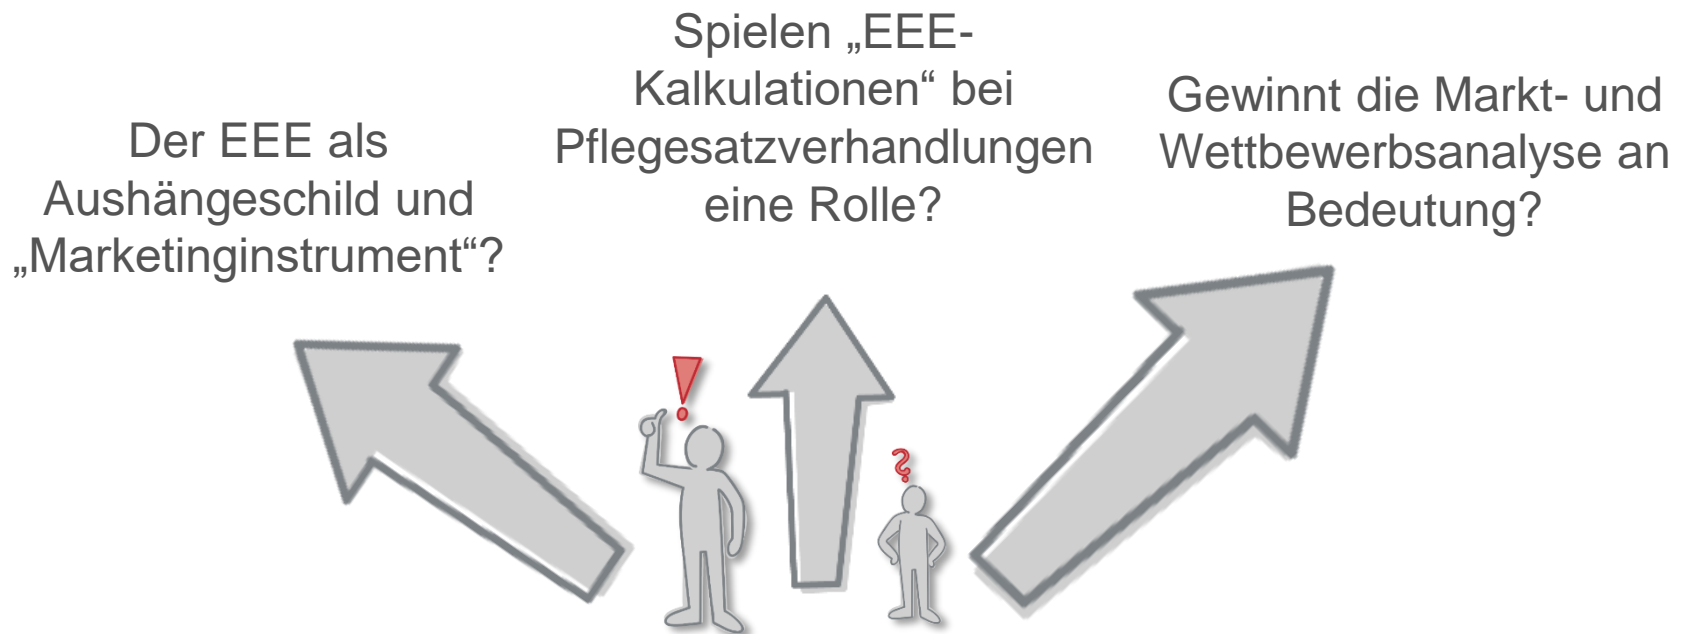 Der EEE als
Aushängeschild und
„Marketinginstrument“?
Spielen „EEE-
Kalkulationen“ bei
Pflegesatzverhandlungen
eine Rolle?
Gewinnt die Markt- und
Wettbewerbsanalyse an
Bedeutung?
!
?